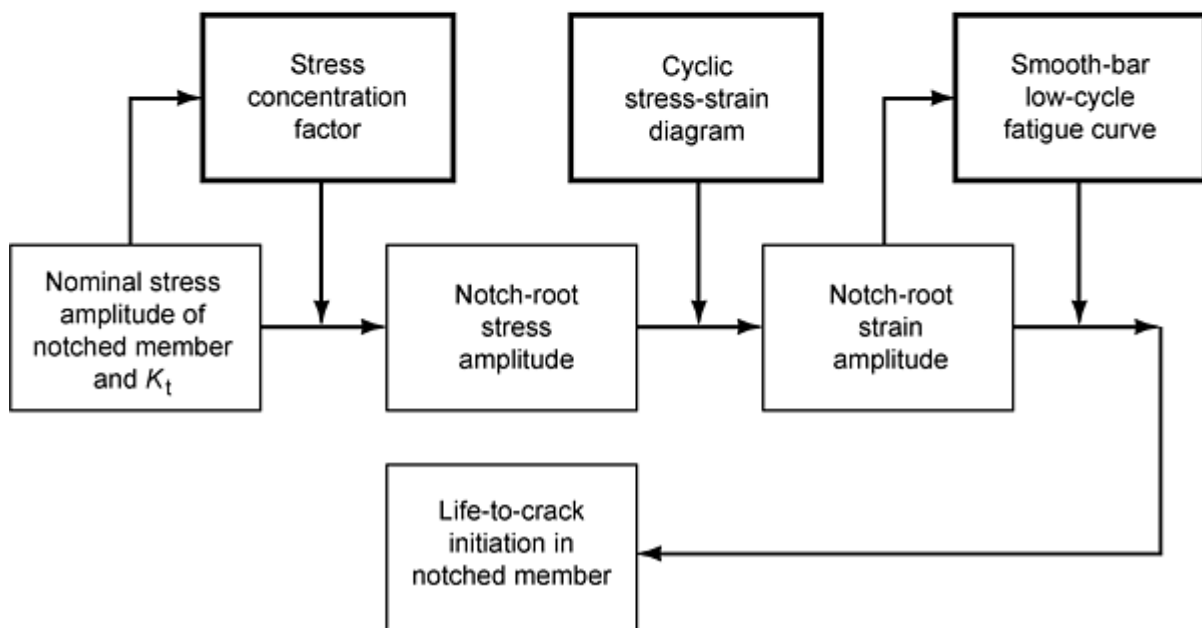 Stress
concentration
factor
Cyclic
stress-strain
diagram
Smooth-bar
low-cycle
fatigue curve
Nominal stress
amplitude of
notched member
and Kt
Notch-root
stress
amplitude
Notch-root
strain
amplitude
Life-to-crack
initiation in
notched member